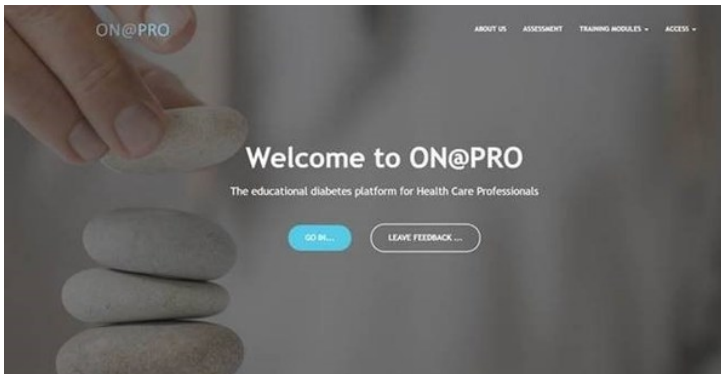 ON@PRO
ABOUT US ASSESSMENT TRAINING MODULES ACCESS
Welcome to ON@PRO
The educational diabetes platform for Health Care Professionals
GO IN... LEAVE FEEDBACK ...